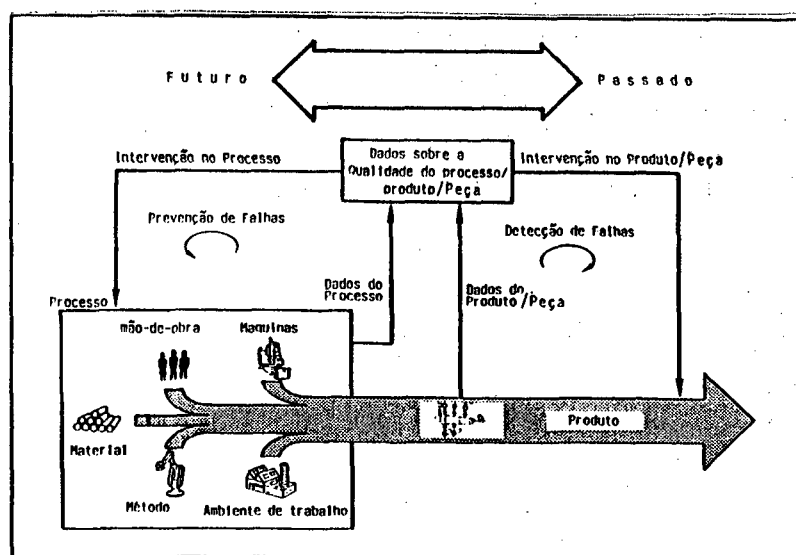 Futuro
Passado
Intervenção no Processo
Dados sobre a
Qualidade do processo/
produto/Peça
Intervenção no Produto/Peça
Prevenção de Falhas
Detecção de Falhas
Dados do
Processo
Dados do
Produto/Peça
Processo
mão-de-obra
Maquinas
Material
Produto
Método
Ambiente de trabalho